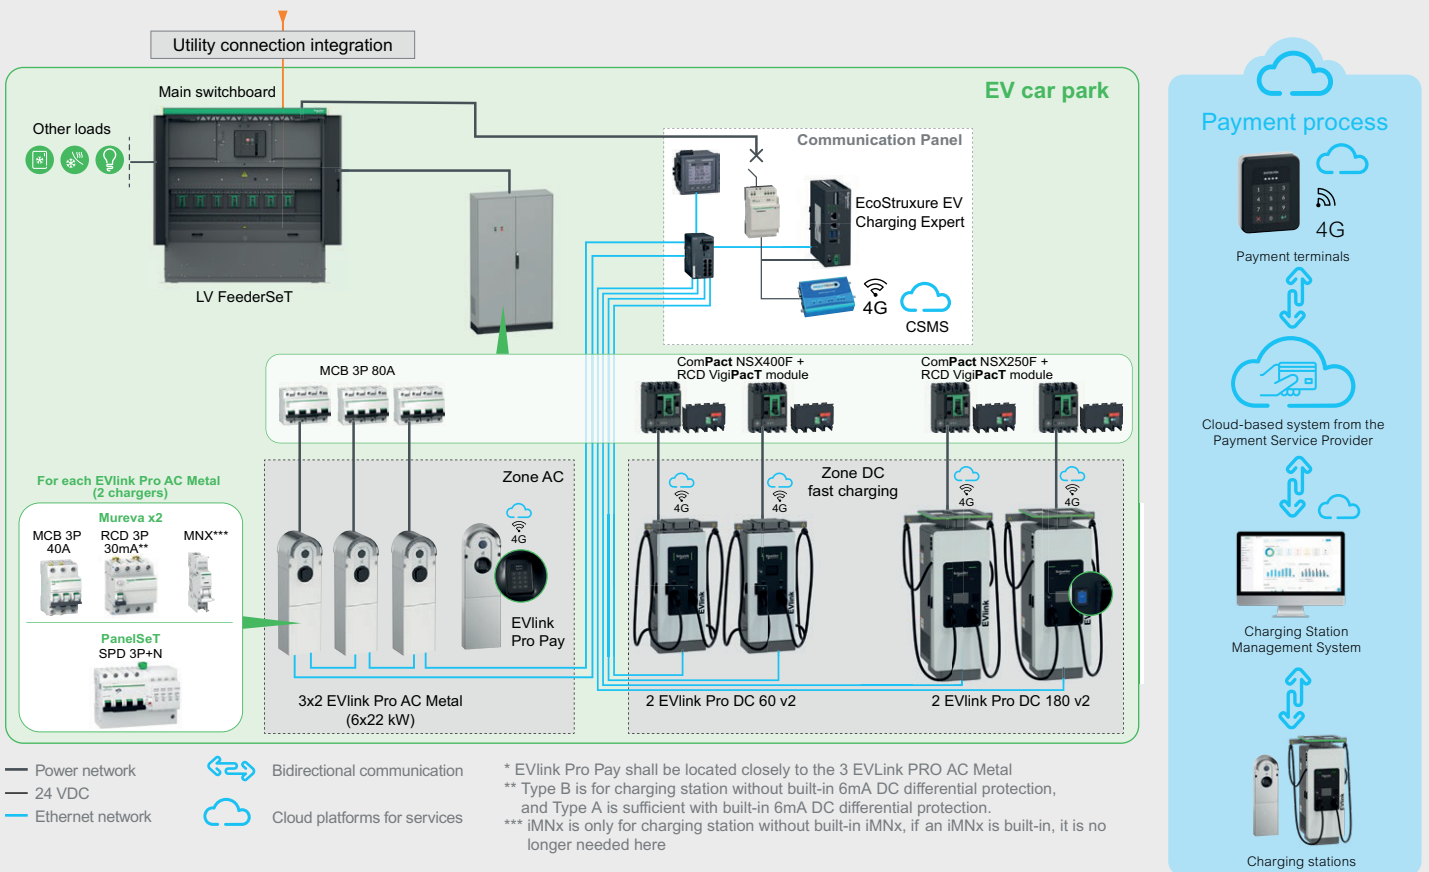 Utility connection integration
EV car park
Main switchboard
Other loads
LV FeederSeT
Communication Panel
EcoStruxure EV
Charging Expert
4G
CSMS
MCB 3P 80A
ComPact NSX400F +
RCD VigiPacT module
ComPact NSX250F +
RCD VigiPacT module
For each EVlink Pro AC Metal
(2 chargers)
Mureva x2
MCB 3P
40A
RCD 3P
30mA**
MNX***
PanelSeT
SPD 3P+N
Zone AC
4G
EVlink
Pro Pay
3x2 EVlink Pro AC Metal
(6x22 kW)
Zone DC
fast charging
4G
4G
4G
4G
EVlink
EVlink
EVlink
EVlink
2 EVlink Pro DC 60 v2
2 EVlink Pro DC 180 v2
Power network
24 VDC
Ethernet network
Bidirectional communication
Cloud platforms for services
* EVlink Pro Pay shall be located closely to the 3 EVLink PRO AC Metal
** Type B is for charging station without built-in 6mA DC differential protection,
and Type A is sufficient with built-in 6mA DC differential protection.
*** iMNx is only for charging station without built-in iMNx, if an iMNx is built-in, it is no
longer needed here
Payment process
4G
Payment terminals
Cloud-based system from the
Payment Service Provider
Charging Station
Management System
EVlink
Charging stations